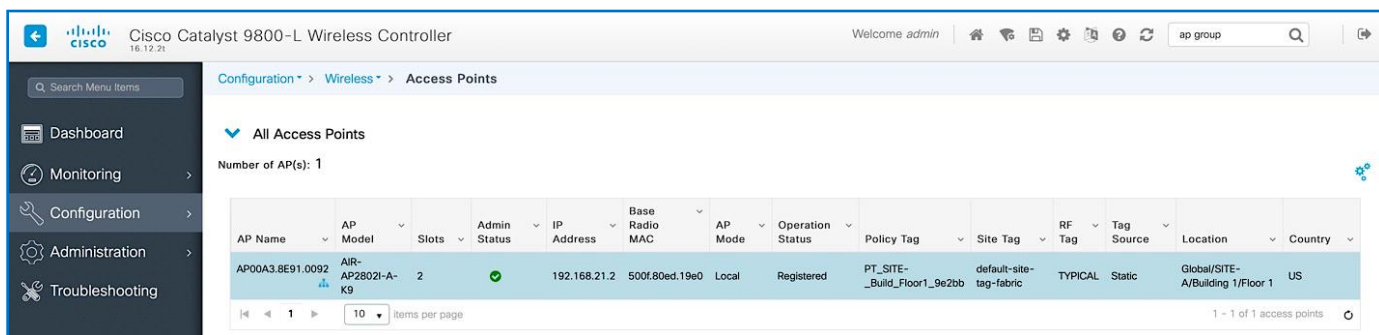 CISCO
Cisco Catalyst 9800-L Wireless Controller
16.12.2t
Welcome admin
ap group
Search Menu Items
Dashboard
Monitoring
Configuration
Administration
Troubleshooting
Configuration > Wireless > Access Points
All Access Points
Number of AP(s): 1
AP Name
AP
Model
Slots
Admin
Status
IP
Address
Base
Radio
MAC
AP
Mode
Operation
Status
Policy Tag
Site Tag
RF
Tag
Tag
Source
Location
Country
AP00A3.8E91.0092
AIR-
AP2802I-A-
K9
2
192.168.21.2
500f.80ed.19e0
Local
Registered
PT_SITE-
_Build_Floor1_9e2bb
default-site-
tag-fabric
TYPICAL
Static
Global/SITE-
A/Building 1/Floor 1
US
1
10
items per page
1 - 1 of 1 access points